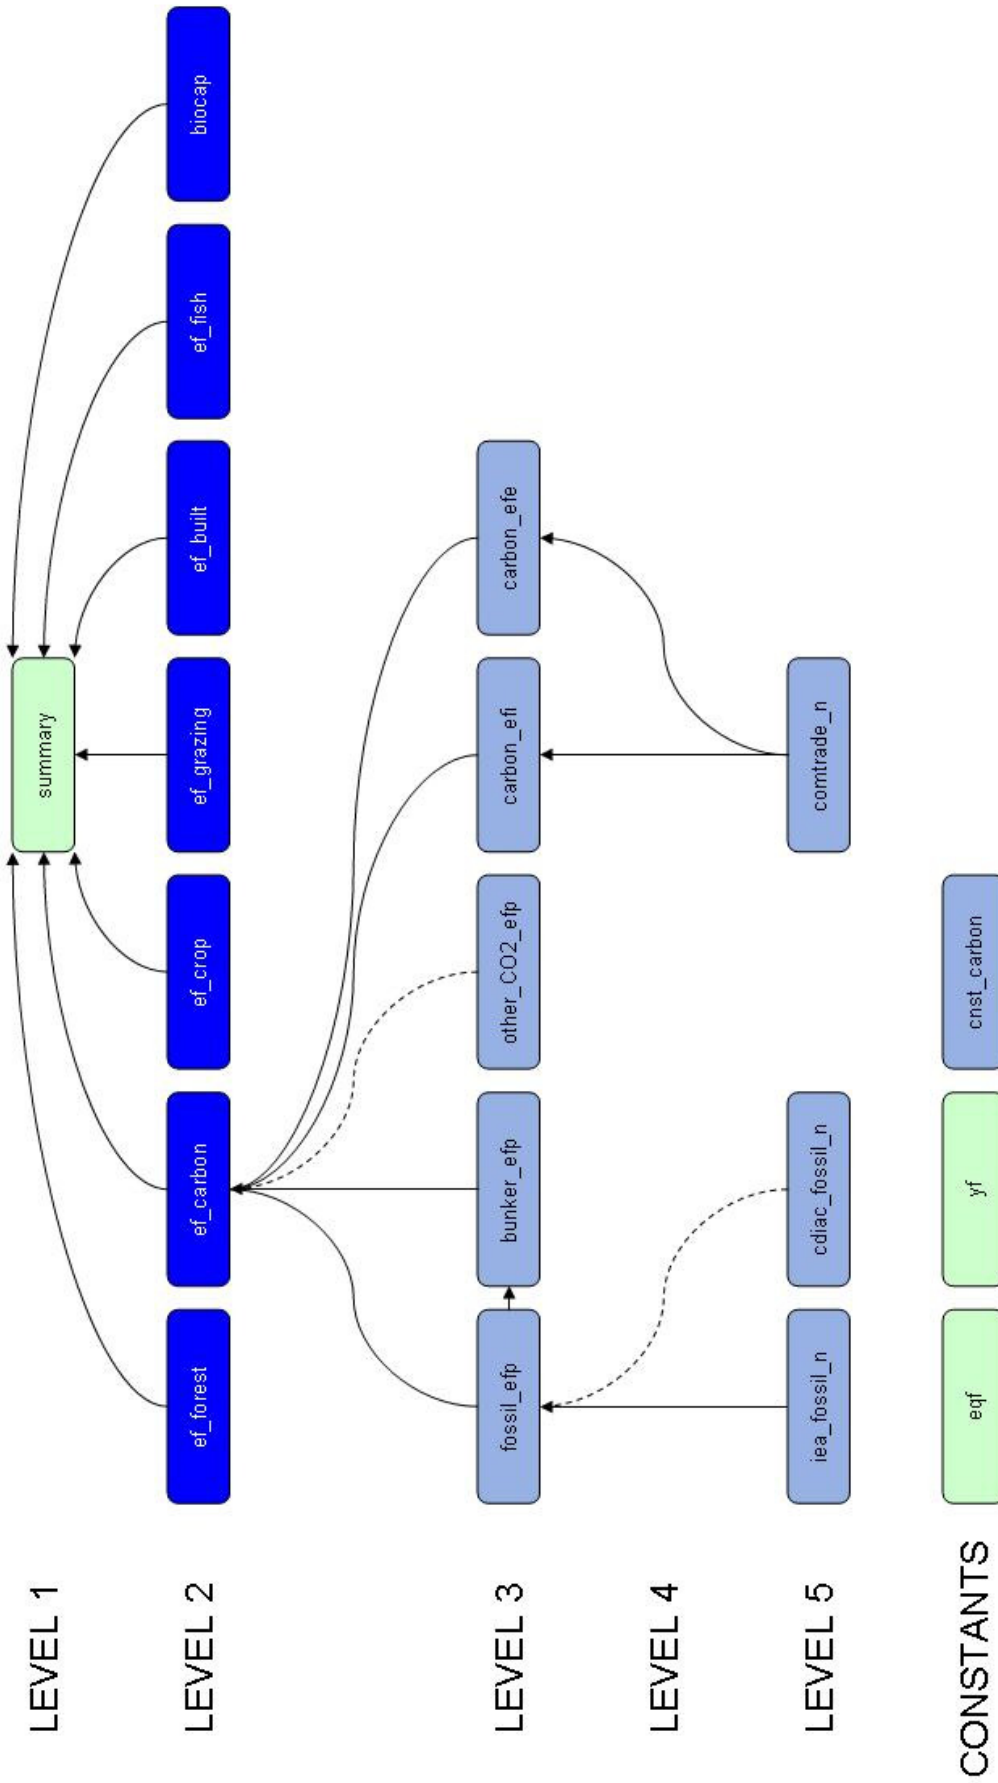 LEVEL 1
summary
LEVEL 2
ef_forest
ef_carbon
ef_crop
ef_grazing
ef_built
ef_fish
biocap
LEVEL 3
fossil_efp
bunker_efp
other_CO2_efp
carbon_efi
carbon_efe
LEVEL 4
LEVEL 5
iea_fossil_n
cdiac_fossil_n
comtrade_n
CONSTANTS
eqf
yf
cnst_carbon